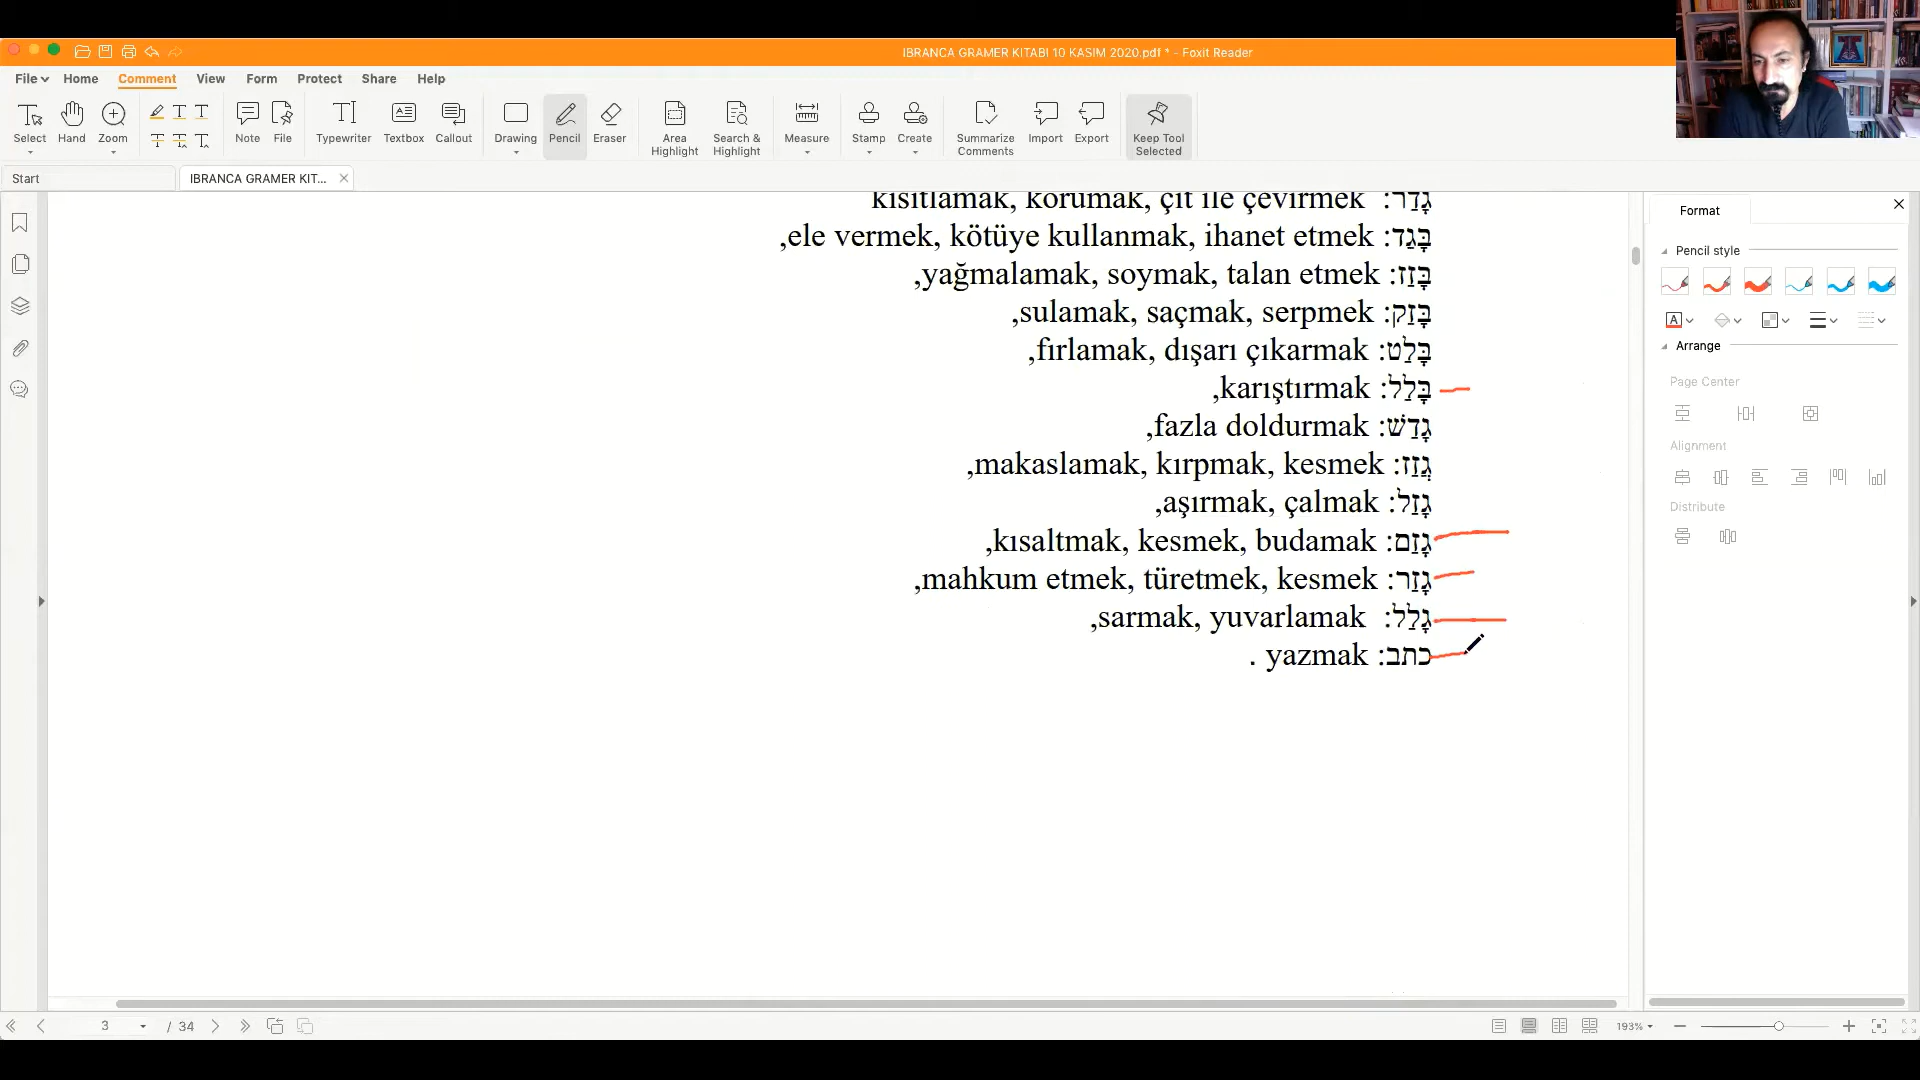 IBRANCA GRAMER KITABI 10 KASIM 2020.pdf * - Foxit Reader
File Home Comment View Form Protect Share Help
Select Hand Zoom Note File Typewriter Textbox Callout Drawing Pencil Eraser Area Highlight Search & Highlight Measure Stamp Create Summarize Comments Import Export Keep Tool Selected
Start IBRANCA GRAMER KIT...
גָדַר: kısıtlamak, korumak, çit ile çevirmek
בָּגַד: ele vermek, kötüye kullanmak, ihanet etmek,
בָּזַז: yağmalamak, soymak, talan etmek,
בָּזַק: sulamak, saçmak, serpmek,
בָּלַט: fırlamak, dışarı çıkarmak,
בָּלַל: karıştırmak,
גָדַשׁ: fazla doldurmak,
גָזַז: makaslamak, kırpmak, kesmek,
גָזַל: aşırmak, çalmak,
גָזַם: kısaltmak, kesmek, budamak,
גָזַר: mahkum etmek, türetmek, kesmek,
גָלַל: sarmak, yuvarlamak,
כתב: yazmak .
Format
Pencil style
Arrange
Page Center
Alignment
Distribute
3 / 34
193%